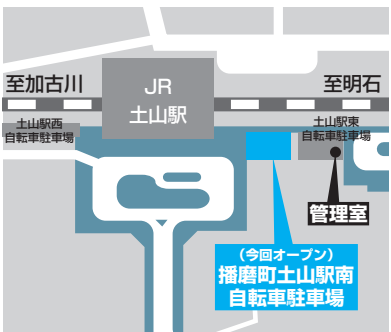 至加古川
JR
土山駅
至明石
土山駅西
自転車駐車場
土山駅東
自転車駐車場
管理室
（今回オープン）
播磨町土山駅南
自転車駐車場